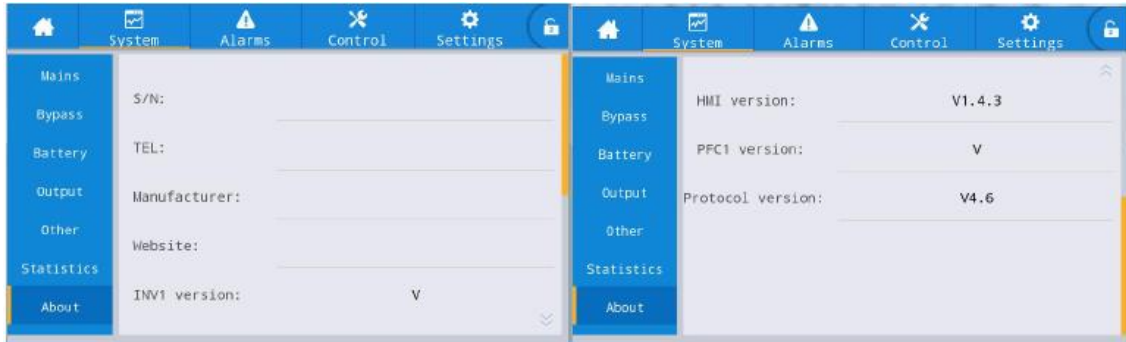 System Alarms Control Settings
Mains
Bypass
Battery
Output
Other
Statistics
About
S/N:
TEL:
Manufacturer:
Website:
INV1 version: V
System Alarms Control Settings
Mains
Bypass
Battery
Output
Other
Statistics
About
HMI version: V1.4.3
PFC1 version: V
Protocol version: V4.6